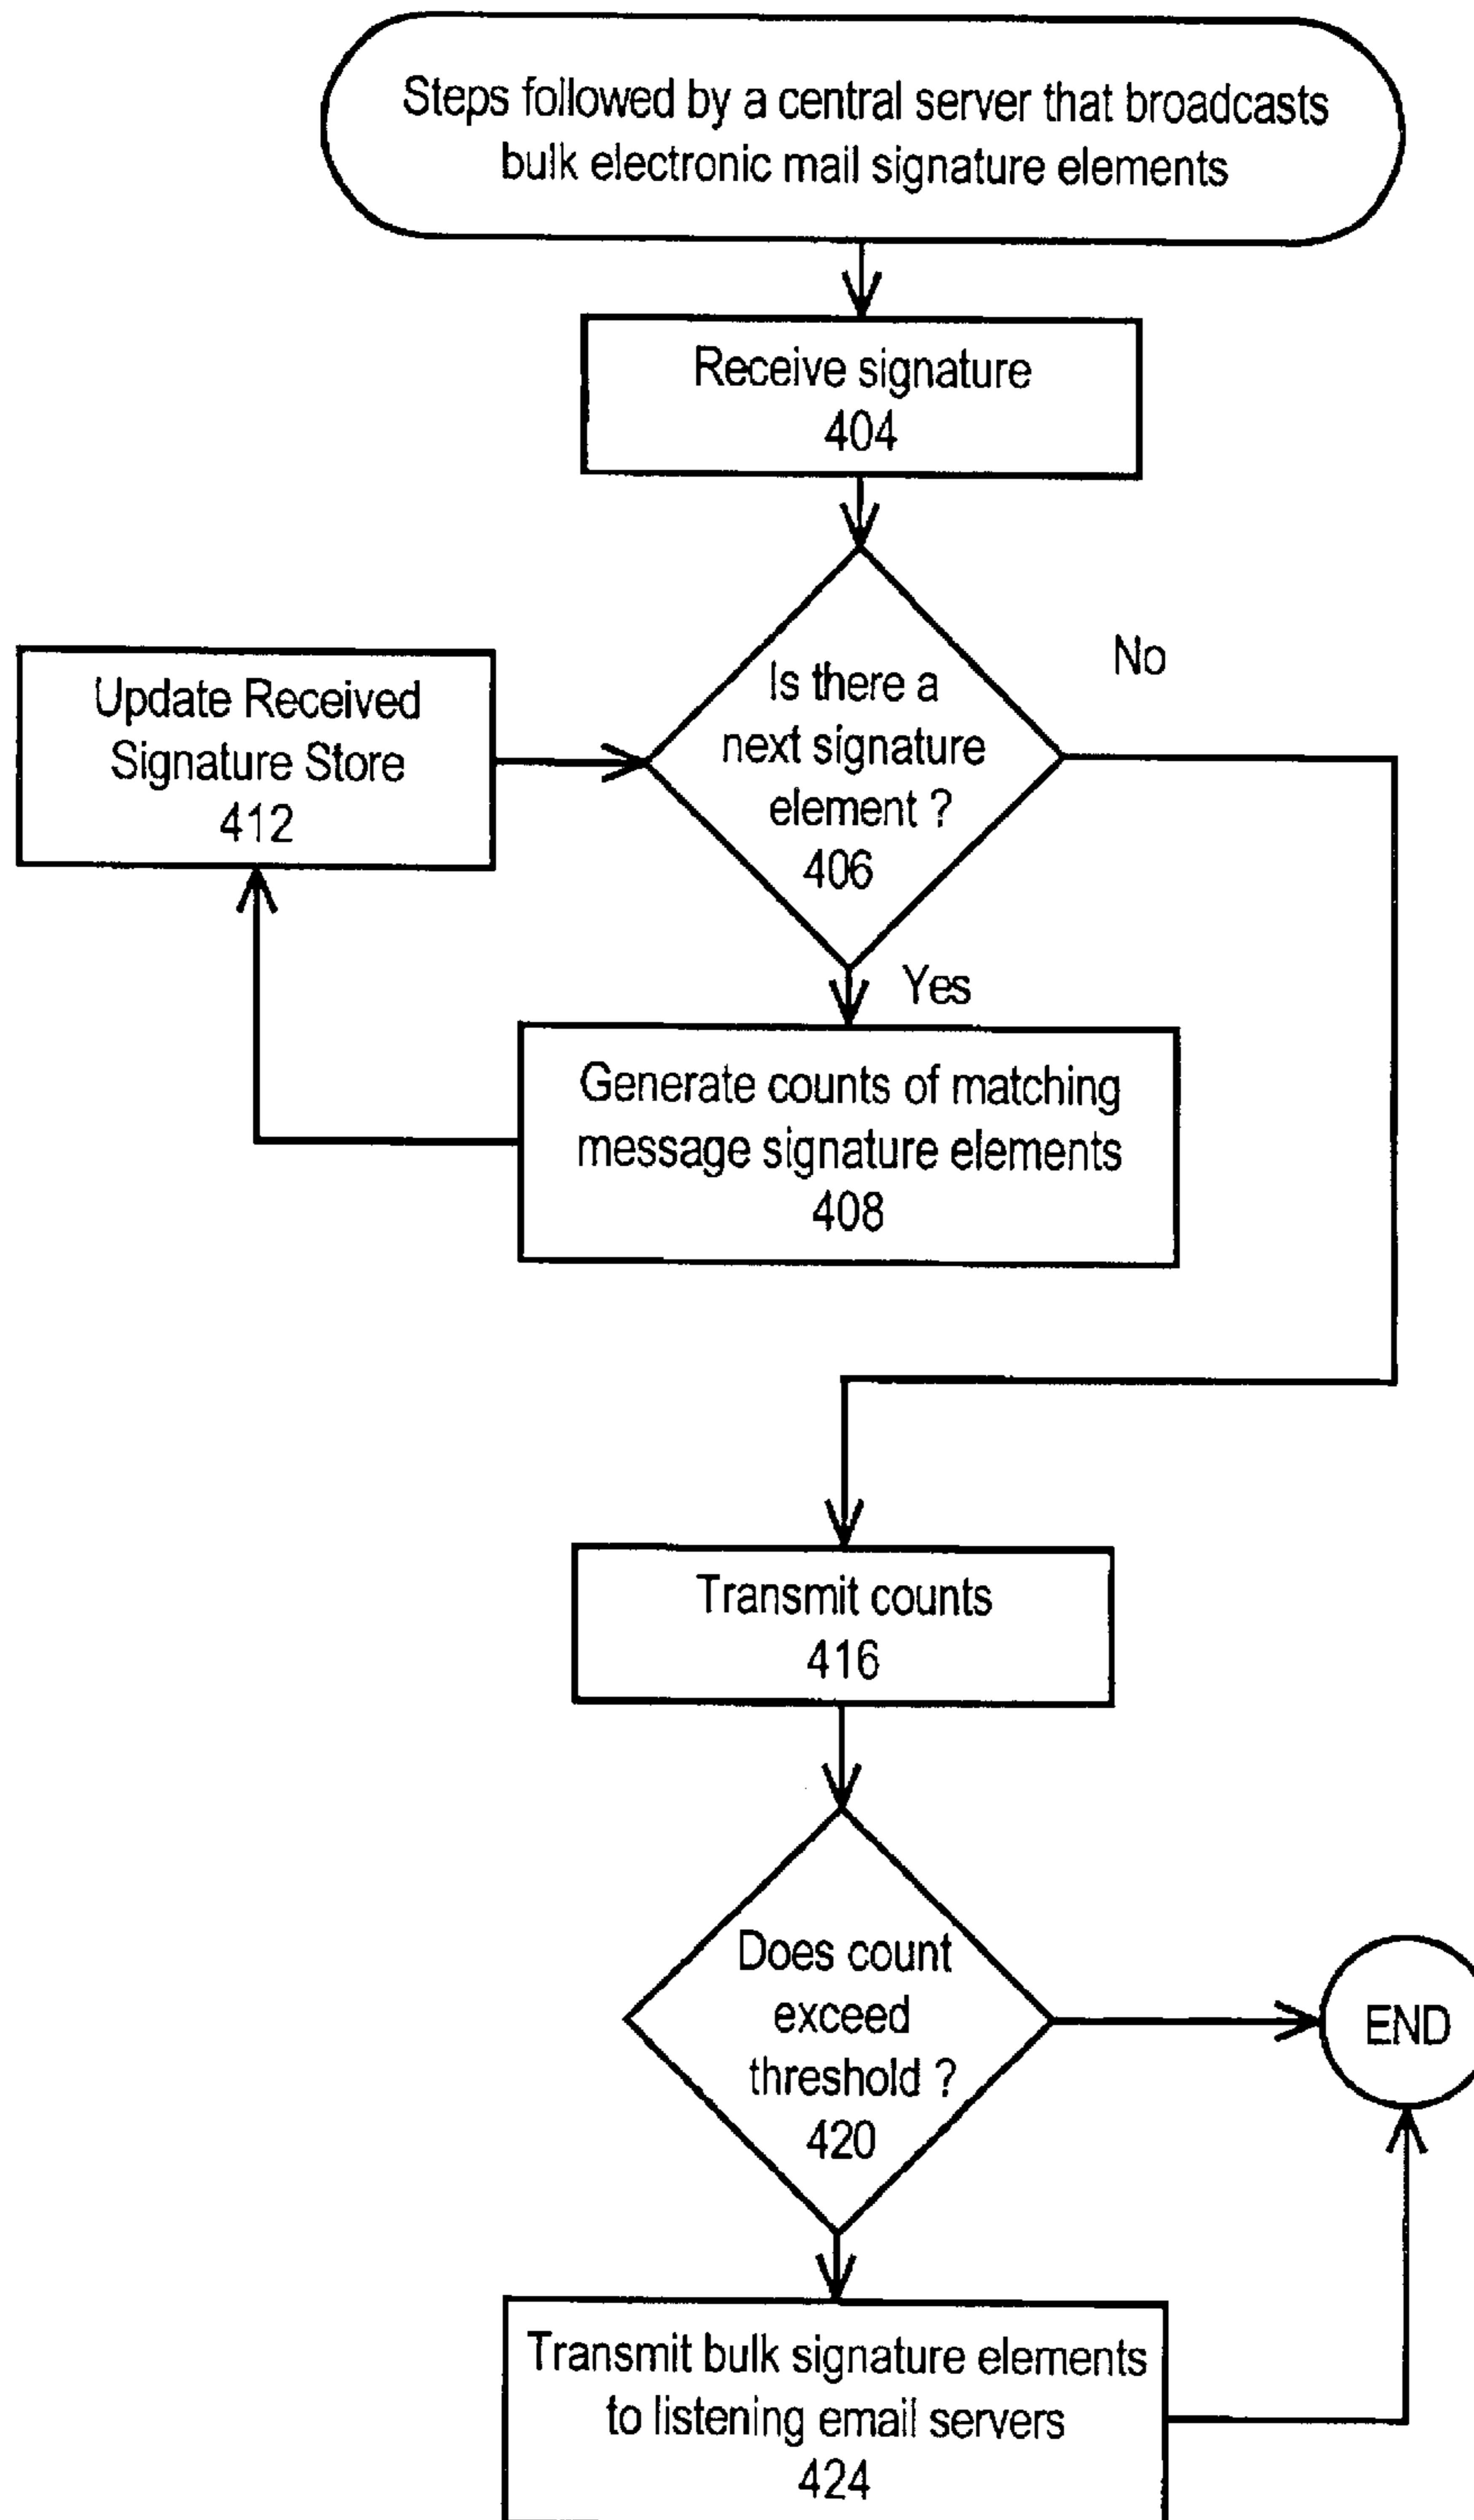 Steps followed by a central server that broadcasts
bulk electronic mail signature elements
Receive signature
404
No
Is there a
next signature
element ?
406
Update Received
Signature Store
412
Yes
Generate counts of matching
message signature elements
408
Transmit counts
416
Does count
exceed
threshold ?
420
END
Transmit bulk signature elements
to listening email servers
424